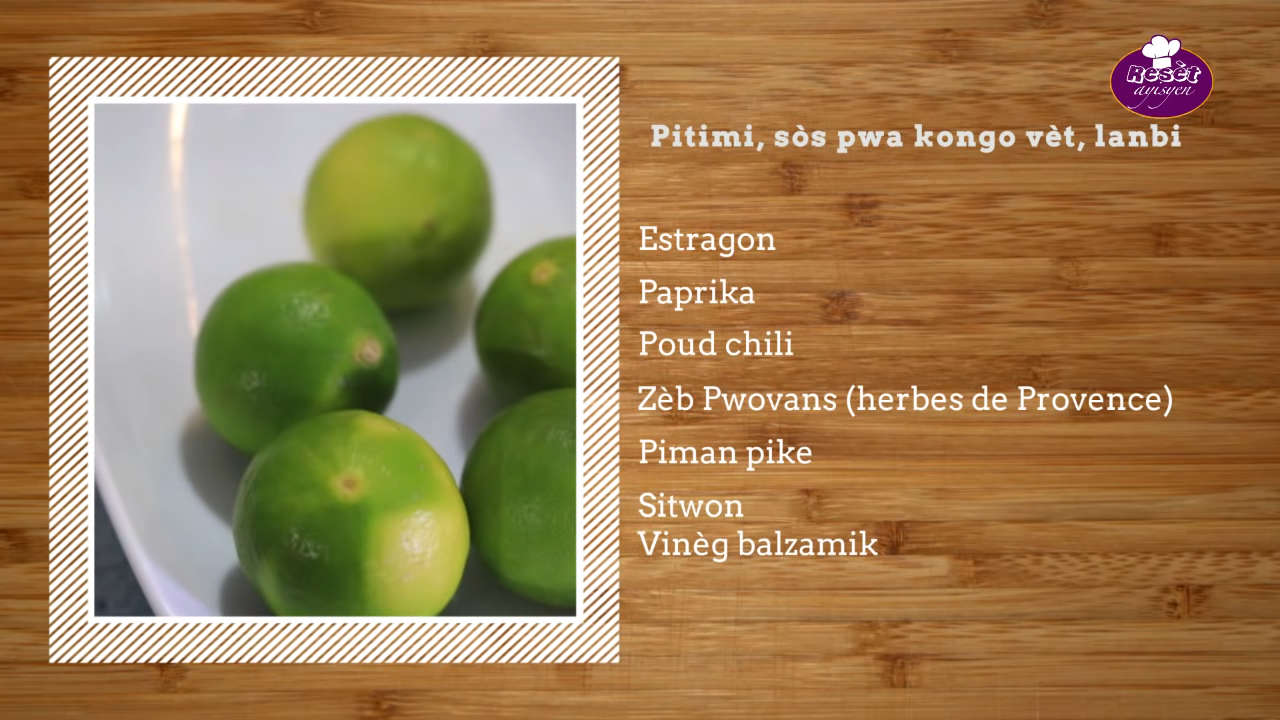 Resèt
ayisyen
Pitimi, sòs pwa kongo vèt, lanbi
Estragon
Paprika
Poud chili
Zèb Pwovans (herbes de Provence)
Piman pike
Sitwon
Vinèg balzamik